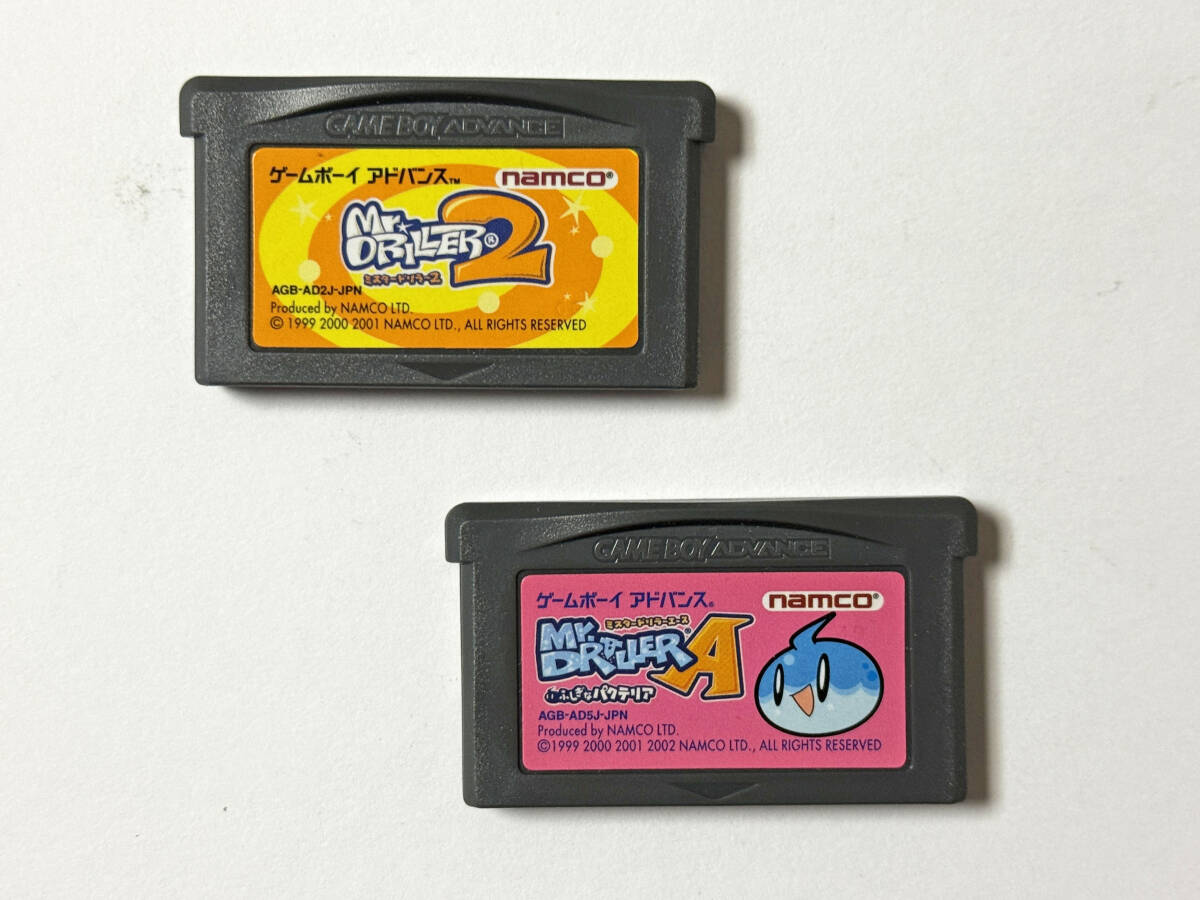 GAME BOY ADVANCE
ゲームボーイ アドバンス™ namco®
Mr. DRILLER® 2
ミスタードリラー2
AGB-AD2J-JPN
Produced by NAMCO LTD.
© 1999 2000 2001 NAMCO LTD., ALL RIGHTS RESERVED
GAME BOY ADVANCE
ゲームボーイ アドバンス® namco®
ミスタードリラーエース
Mr. DRILLER® A
ふしぎなパクテリア
AGB-AD5J-JPN
Produced by NAMCO LTD.
©1999 2000 2001 2002 NAMCO LTD., ALL RIGHTS RESERVED